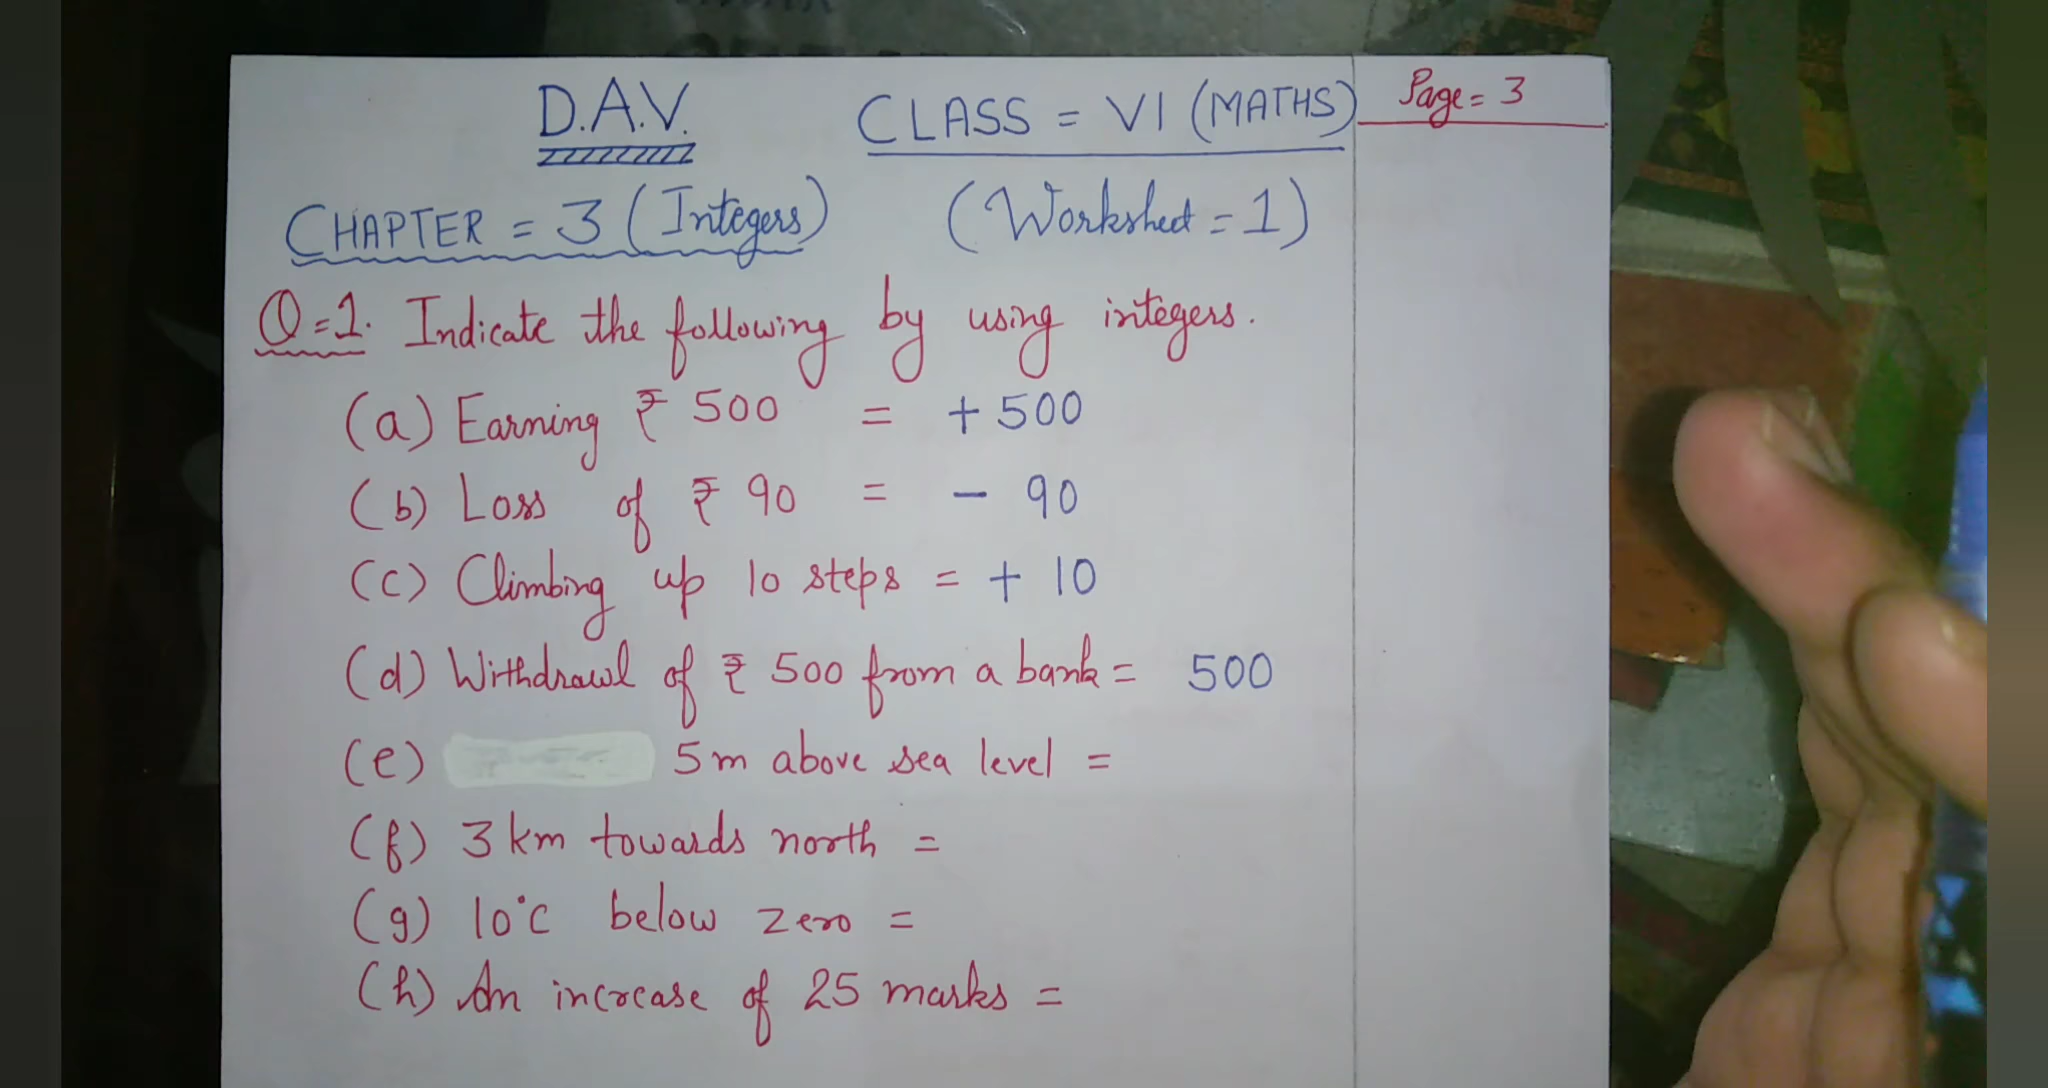 D.A.V. CLASS = VI (MATHS) Page = 3
CHAPTER = 3 (Integers) (Worksheet = 1)
Q=1. Indicate the following by using integers.
(a) Earning ₹ 500 = + 500
(b) Loss of ₹ 90 = - 90
(c) Climbing up 10 steps = + 10
(d) Withdrawl of ₹ 500 from a bank = 500
(e) 5m above sea level =
(f) 3 km towards north =
(g) 10°C below zero =
(h) An increase of 25 marks =